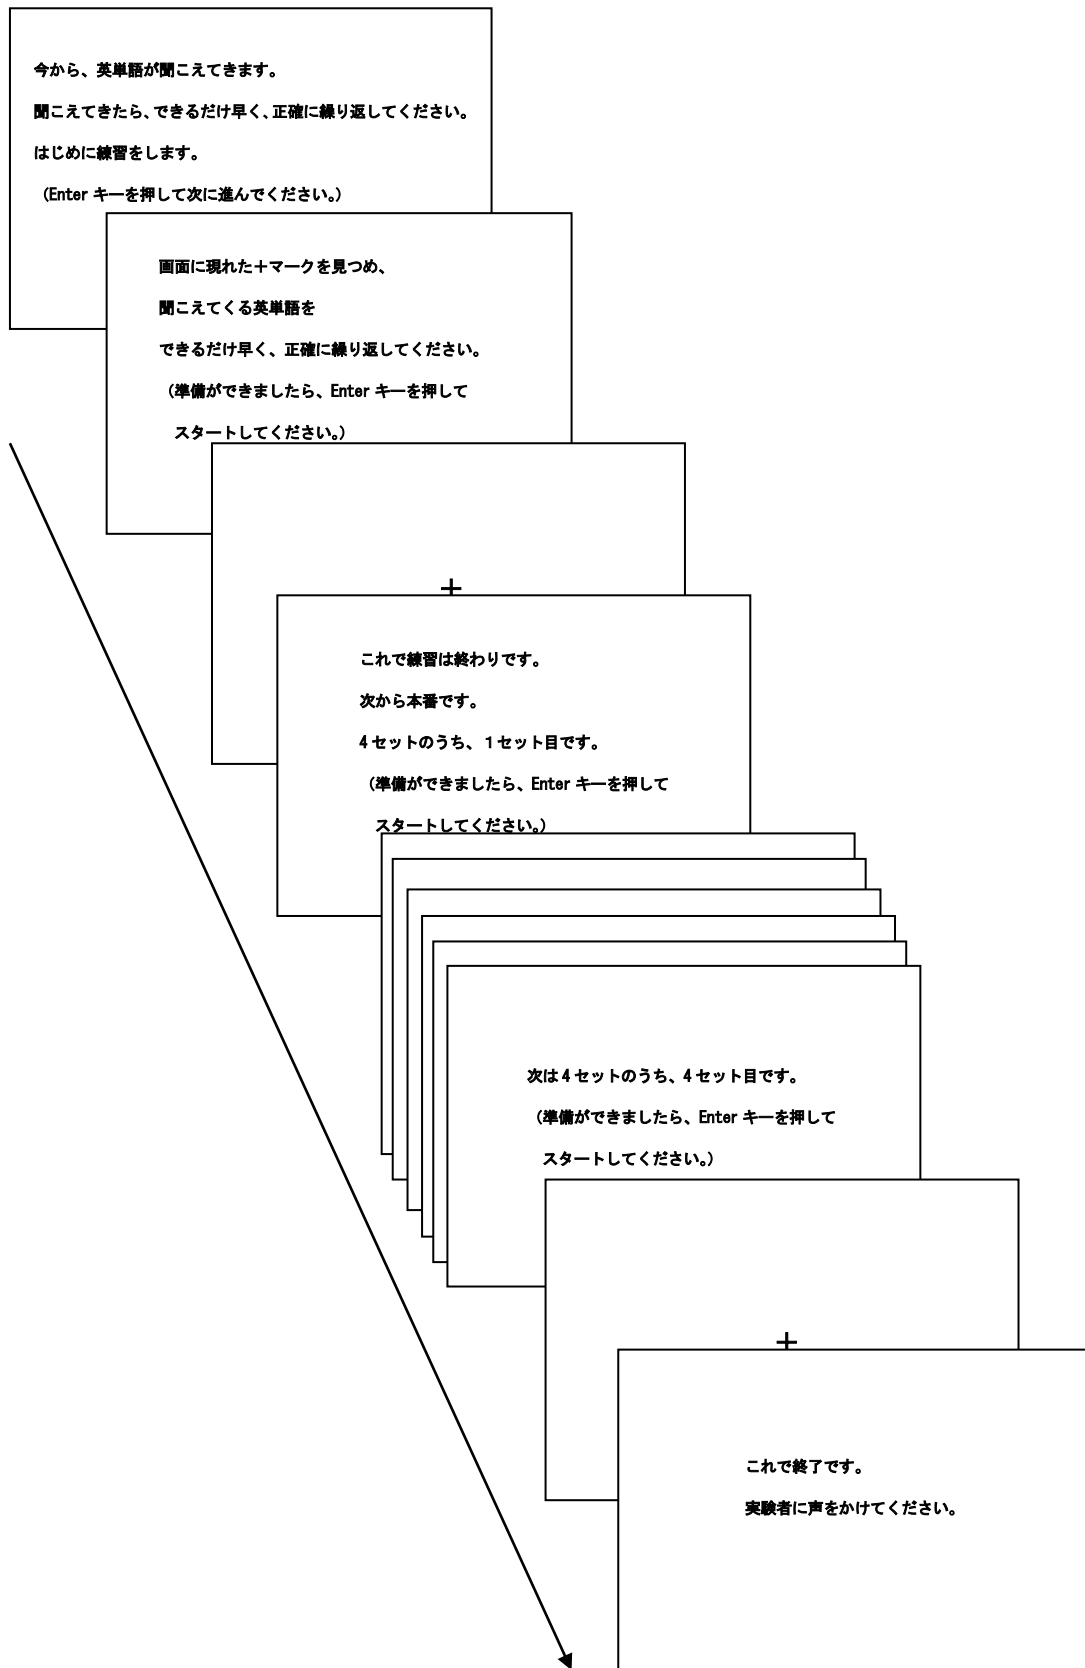 今から、英単語が聞こえてきます。
聞こえてきたら、できるだけ早く、正確に繰り返してください。
はじめに練習をします。
（Enter キーを押して次に進んでください。）
画面に現れた＋マークを見つめ、
聞こえてくる英単語を
できるだけ早く、正確に繰り返してください。
（準備ができましたら、Enter キーを押して
スタートしてください。）
＋
これで練習は終わりです。
次から本番です。
4 セットのうち、１セット目です。
（準備ができましたら、Enter キーを押して
スタートしてください。）
次は 4 セットのうち、4 セット目です。
（準備ができましたら、Enter キーを押して
スタートしてください。）
＋
これで終了です。
実験者に声をかけてください。